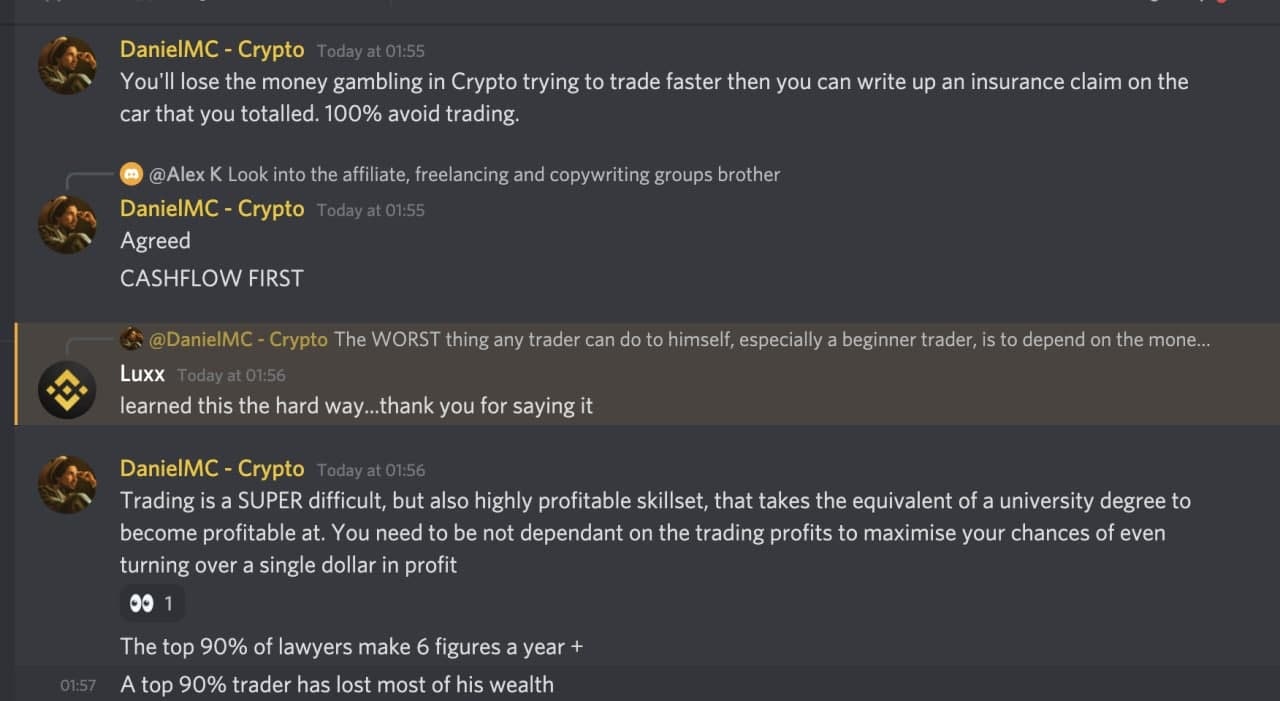 DanielMC - Crypto Today at 01:55
You'll lose the money gambling in Crypto trying to trade faster then you can write up an insurance claim on the
car that you totalled. 100% avoid trading.
@Alex K Look into the affiliate, freelancing and copywriting groups brother
DanielMC - Crypto Today at 01:55
Agreed
CASHFLOW FIRST
@DanielMC - Crypto The WORST thing any trader can do to himself, especially a beginner trader, is to depend on the mone...
Luxx Today at 01:56
learned this the hard way...thank you for saying it
DanielMC - Crypto Today at 01:56
Trading is a SUPER difficult, but also highly profitable skillset, that takes the equivalent of a university degree to
become profitable at. You need to be not dependant on the trading profits to maximise your chances of even
turning over a single dollar in profit
👀 1
The top 90% of lawyers make 6 figures a year +
01:57 A top 90% trader has lost most of his wealth